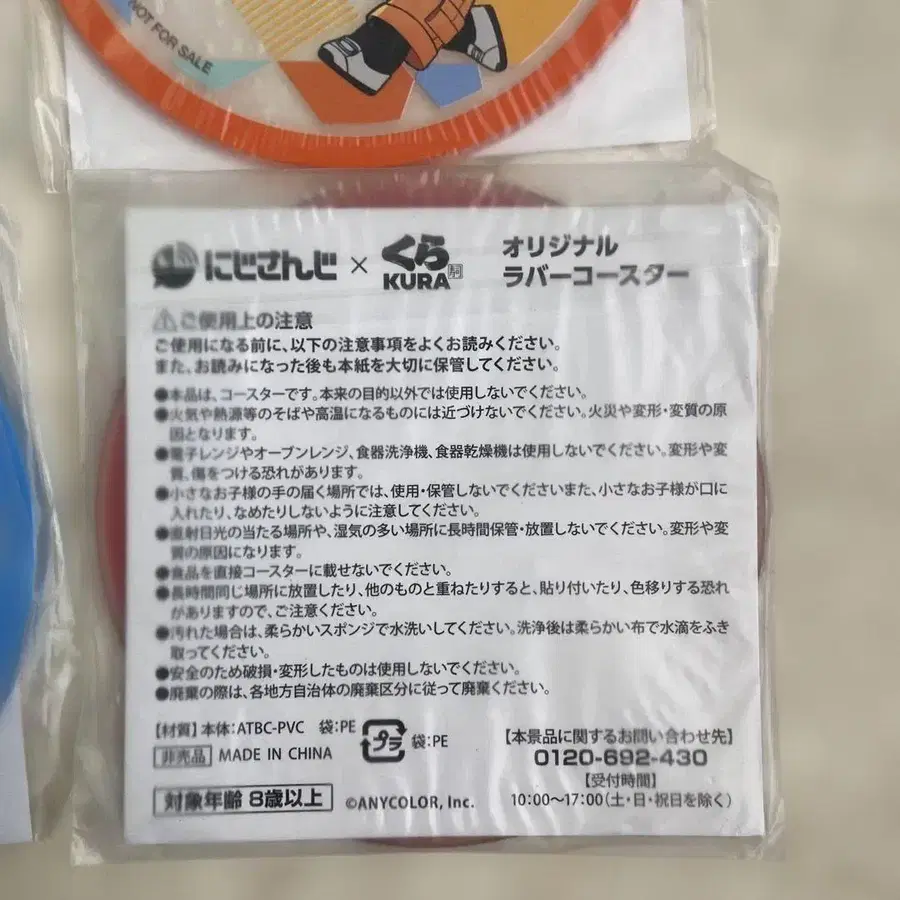 NOT FOR SALE
にじさんじ × くら KURA オリジナル
ラバーコースター
⚠ご使用上の注意
ご使用になる前に、以下の注意事項をよくお読みください。
また、お読みになった後も本紙を大切に保管してください。
●本品は、コースターです。本来の目的以外では使用しないでください。
●火気や熱源等のそばや高温になるものには近づけないでください。火災や変形・変質の原
因となります。
●電子レンジやオーブンレンジ、食器洗浄機、食器乾燥機は使用しないでください。変形や変
質、傷をつける恐れがあります。
●小さなお子様の手の届く場所では、使用・保管しないでくださいまた、小さなお子様が口に
入れたり、なめたりしないように注意してください。
●直射日光の当たる場所や、湿気の多い場所に長時間保管・放置しないでください。変形や変
質の原因になります。
●食品を直接コースターに載せないでください。
●長時間同じ場所に放置したり、他のものと重ねたりすると、貼り付いたり、色移りする恐れ
がありますので、ご注意ください。
●汚れた場合は、柔らかいスポンジで水洗いしてください。洗浄後は柔らかい布で水滴をふき
取ってください。
●安全のため破損・変形したものは使用しないでください。
●廃棄の際は、各地方自治体の廃棄区分に従って廃棄ください。
【材質】本体:ATBC-PVC 袋:PE プラ 袋:PE
非売品 MADE IN CHINA
対象年齢 8歳以上 ©ANYCOLOR, Inc.
【本景品に関するお問い合わせ先】
0120-692-430
【受付時間】
10:00〜17:00(土・日・祝日を除く)